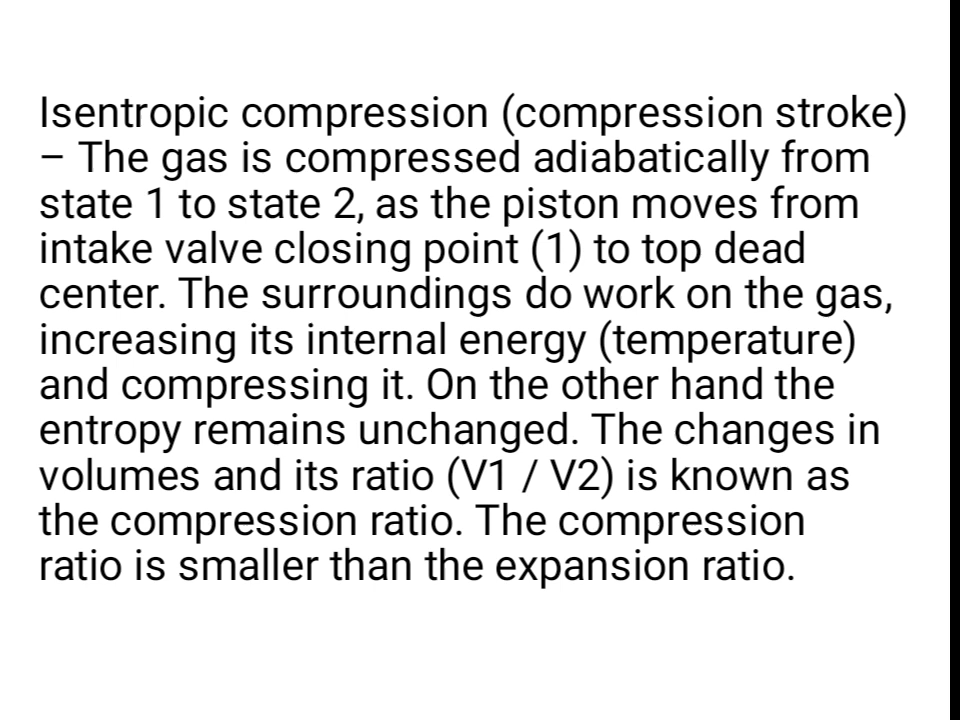 Isentropic compression (compression stroke)
– The gas is compressed adiabatically from
state 1 to state 2, as the piston moves from
intake valve closing point (1) to top dead
center. The surroundings do work on the gas,
increasing its internal energy (temperature)
and compressing it. On the other hand the
entropy remains unchanged. The changes in
volumes and its ratio (V1 / V2) is known as
the compression ratio. The compression
ratio is smaller than the expansion ratio.